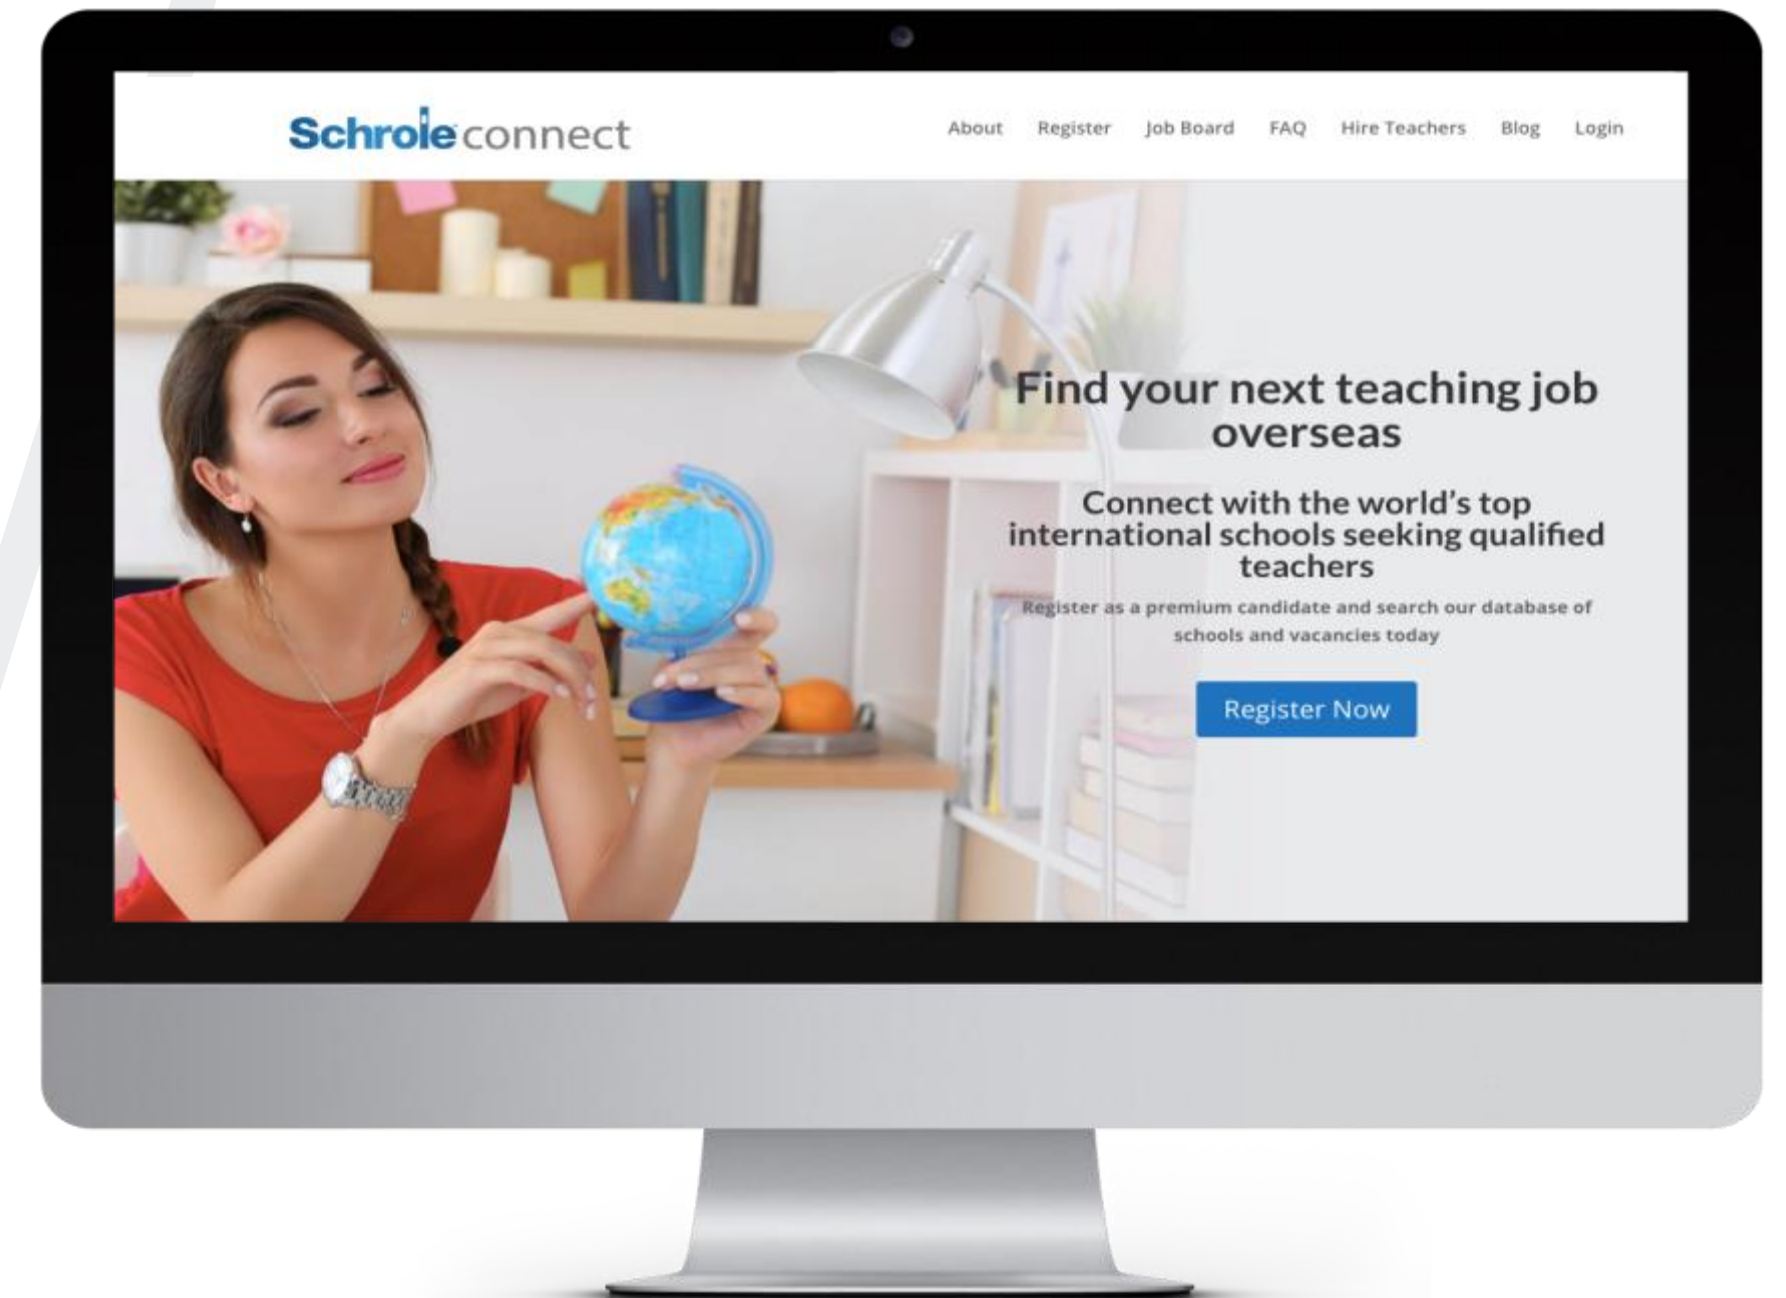 Schrole connect
About Register Job Board FAQ Hire Teachers Blog Login
Find your next teaching job
overseas
Connect with the world's top
international schools seeking qualified
teachers
Register as a premium candidate and search our database of
schools and vacancies today
Register Now